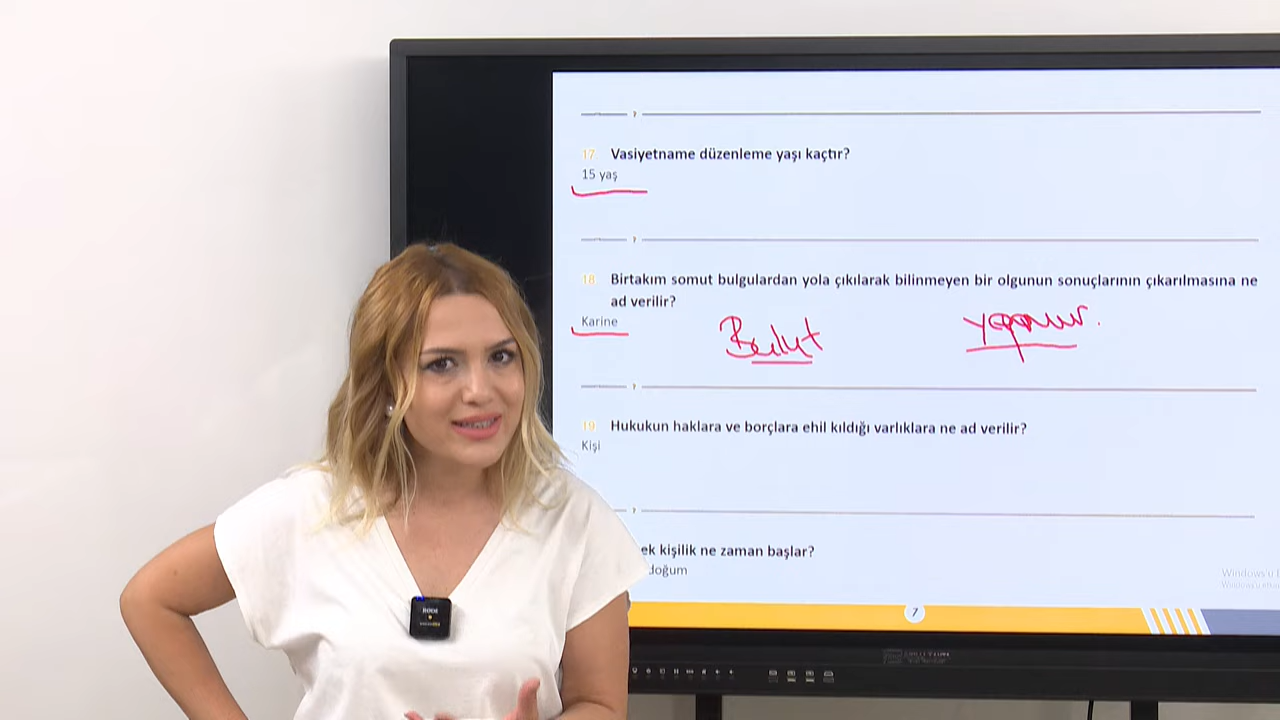 17 Vasiyetname düzenleme yaşı kaçtır?
15 yaş
18 Birtakım somut bulgulardan yola çıkılarak bilinmeyen bir olgunun sonuçlarının çıkarılmasına ne
ad verilir?
Karine
Bulut
yağmur.
19 Hukukun haklara ve borçlara ehil kıldığı varlıklara ne ad verilir?
Kişi
ek kişilik ne zaman başlar?
doğum
Windows'u
7
RODE